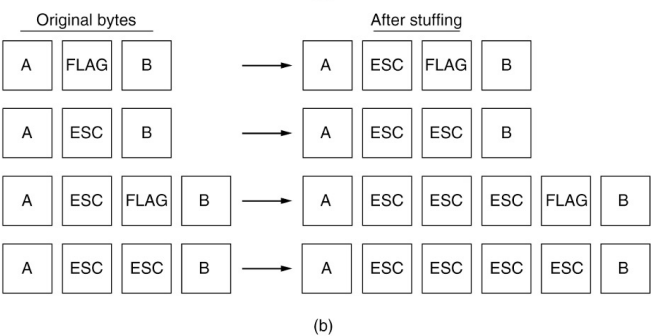 Original bytes After stuffing
A FLAG B A ESC FLAG B
A ESC B A ESC ESC B
A ESC FLAG B A ESC ESC ESC FLAG B
A ESC ESC B A ESC ESC ESC ESC B
(b)